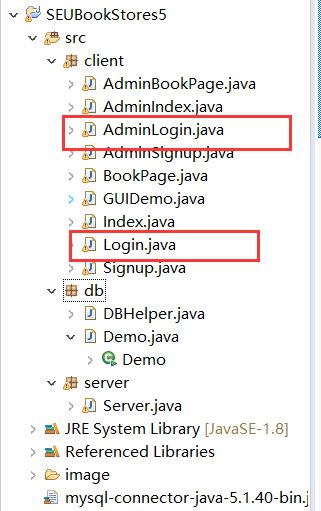 SEUBookStores5
src
client
AdminBookPage.java
AdminIndex.java
AdminLogin.java
AdminSignup.java
BookPage.java
GUIDemo.java
Index.java
Login.java
Signup.java
db
DBHelper.java
Demo.java
Demo
server
Server.java
JRE System Library [JavaSE-1.8]
Referenced Libraries
image
mysql-connector-java-5.1.40-bin.j